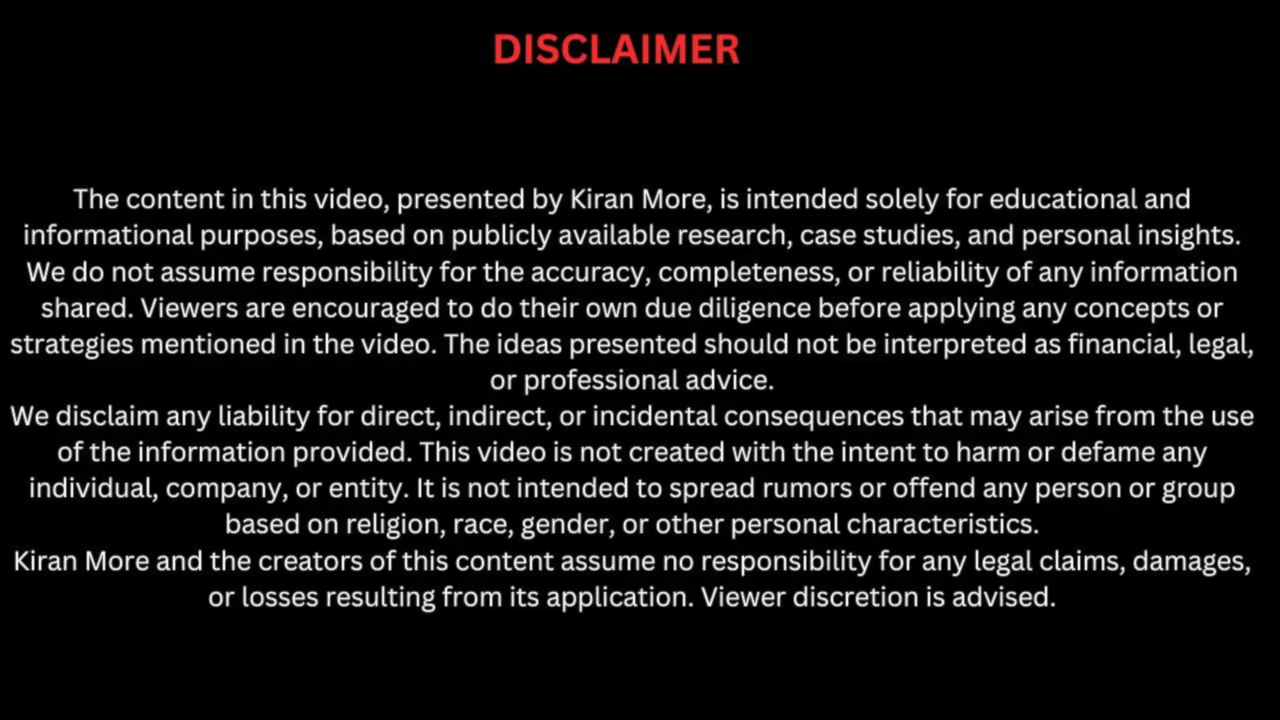 DISCLAIMER
The content in this video, presented by Kiran More, is intended solely for educational and
informational purposes, based on publicly available research, case studies, and personal insights.
We do not assume responsibility for the accuracy, completeness, or reliability of any information
shared. Viewers are encouraged to do their own due diligence before applying any concepts or
strategies mentioned in the video. The ideas presented should not be interpreted as financial, legal,
or professional advice.
We disclaim any liability for direct, indirect, or incidental consequences that may arise from the use
of the information provided. This video is not created with the intent to harm or defame any
individual, company, or entity. It is not intended to spread rumors or offend any person or group
based on religion, race, gender, or other personal characteristics.
Kiran More and the creators of this content assume no responsibility for any legal claims, damages,
or losses resulting from its application. Viewer discretion is advised.